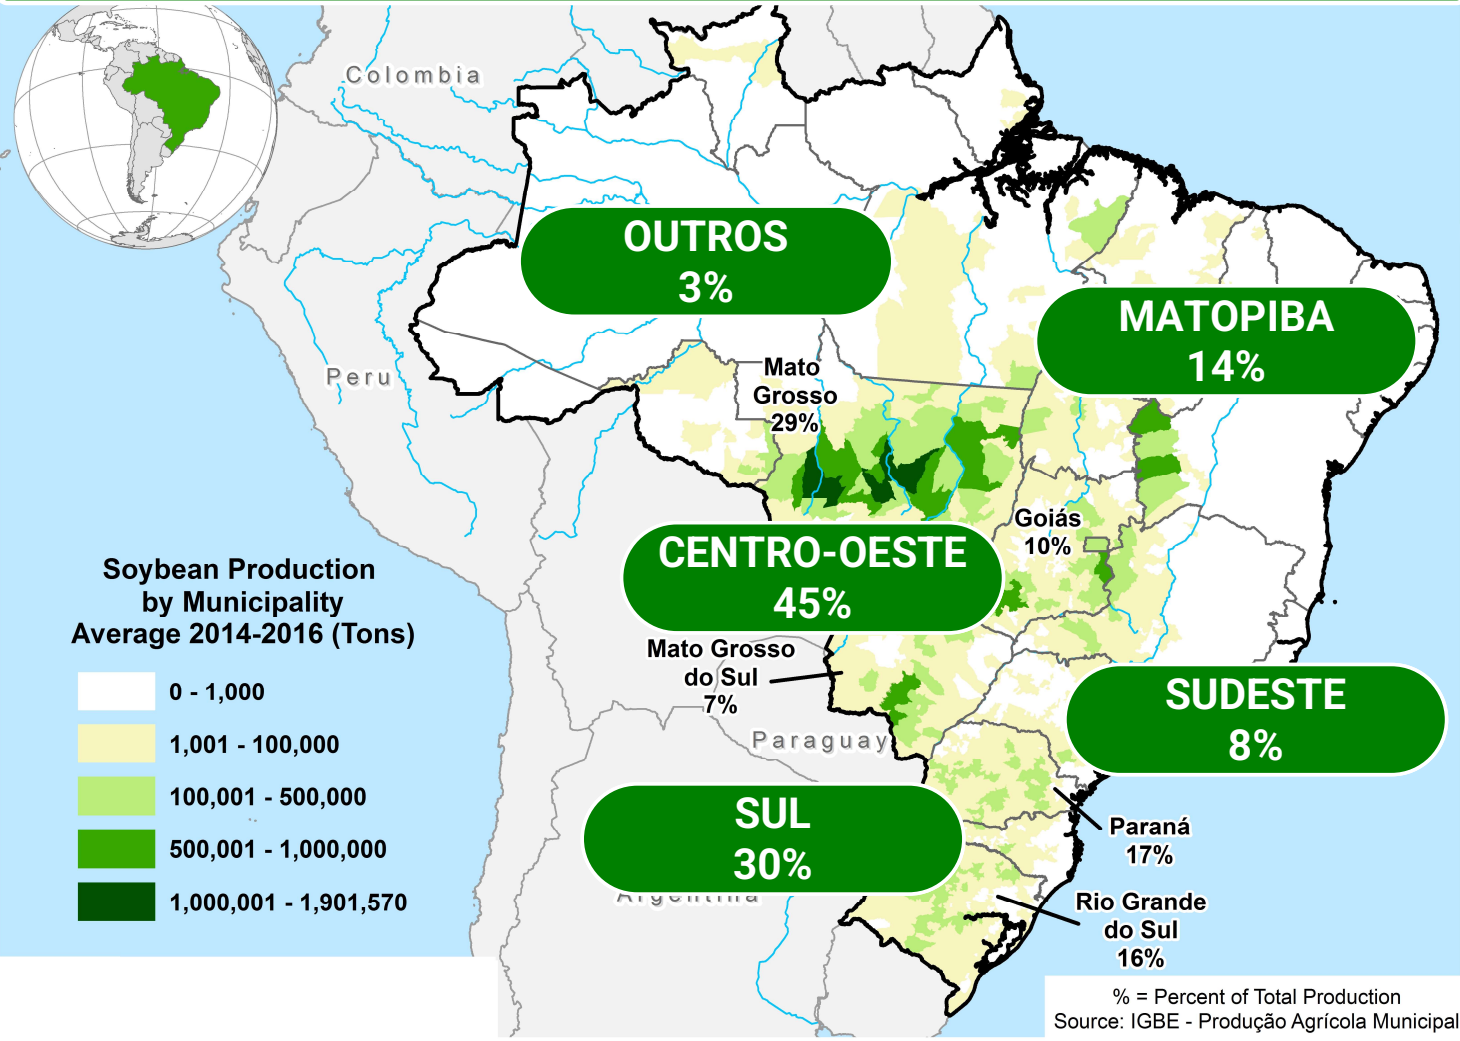 Colombia
OUTROS
3%
MATOPIBA
14%
Peru
Mato
Grosso
29%
Goiás
10%
CENTRO-OESTE
45%
Soybean Production
by Municipality
Average 2014-2016 (Tons)
0 - 1,000
1,001 - 100,000
100,001 - 500,000
500,001 - 1,000,000
1,000,001 - 1,901,570
Mato Grosso
do Sul
7%
SUDESTE
8%
Paraguay
SUL
30%
Argentina
Paraná
17%
Rio Grande
do Sul
16%
% = Percent of Total Production
Source: IGBE - Produção Agrícola Municipal